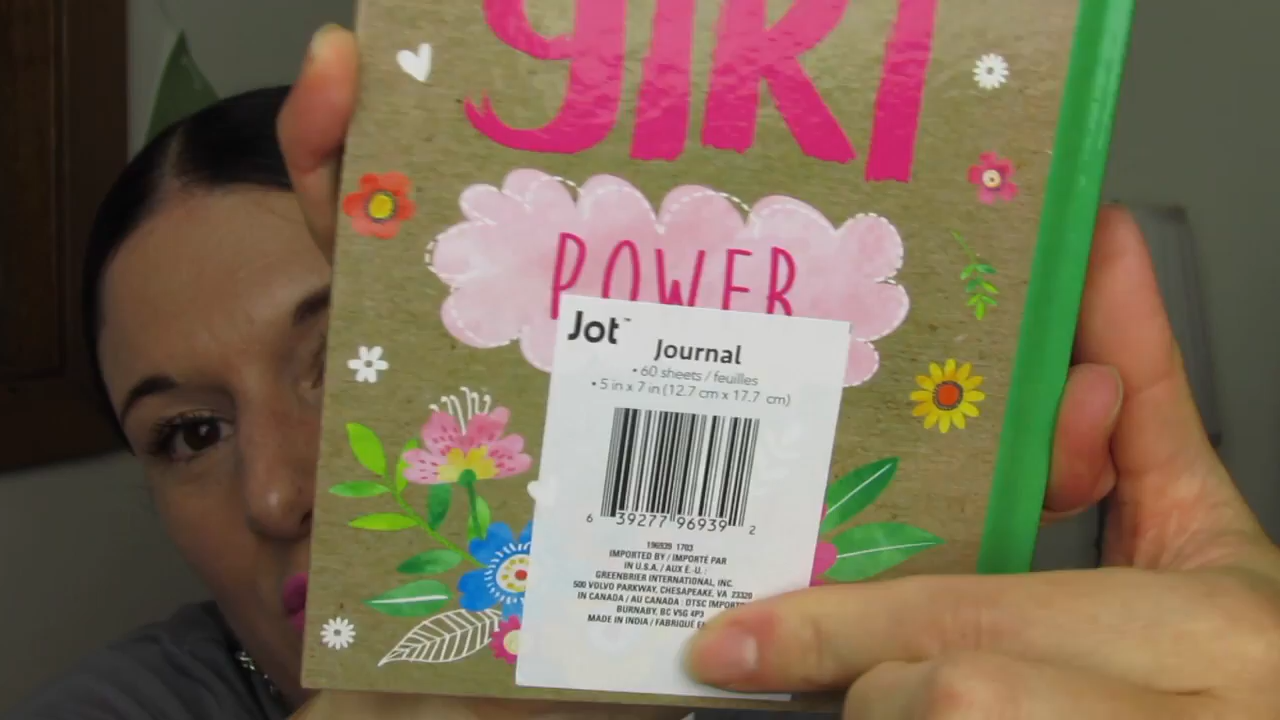 girl
POWER
Jot™
Journal
• 60 sheets / feuilles
• 5 in x 7 in (12.7 cm x 17.7 cm)
6 39277 96939 2
196939 1703
IMPORTED BY / IMPORTÉ PAR
IN U.S.A. / AUX É.-U. :
GREENBRIER INTERNATIONAL, INC.
500 VOLVO PARKWAY, CHESAPEAKE, VA 23320
IN CANADA / AU CANADA : DTSC IMPORTS
BURNABY, BC V5G 4P3
MADE IN INDIA / FABRIQUÉ EN